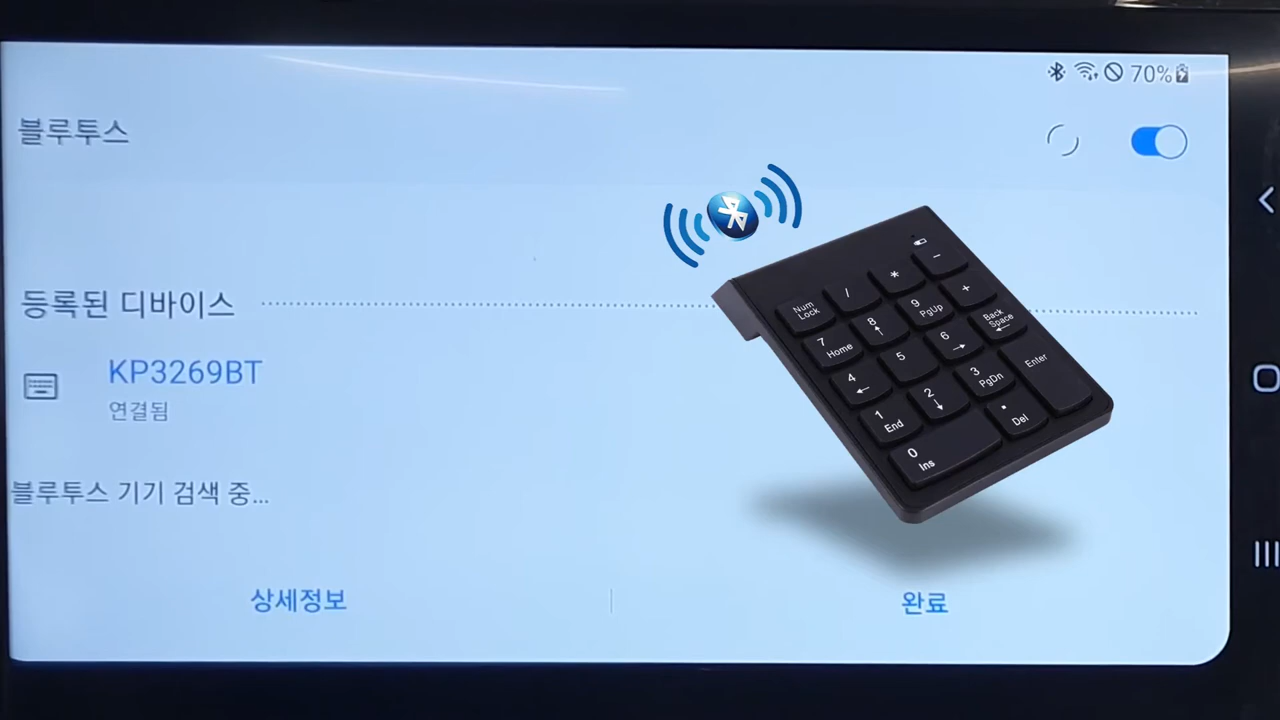 70%
블루투스
등록된 디바이스
KP3269BT
연결됨
블루투스 기기 검색 중...
상세정보
완료
Num Lock / * -
7 Home 8 ↑ 9 PgUp +
4 ← 5 6 → Back Space ←
1 End 2 ↓ 3 PgDn Enter
0 Ins . Del